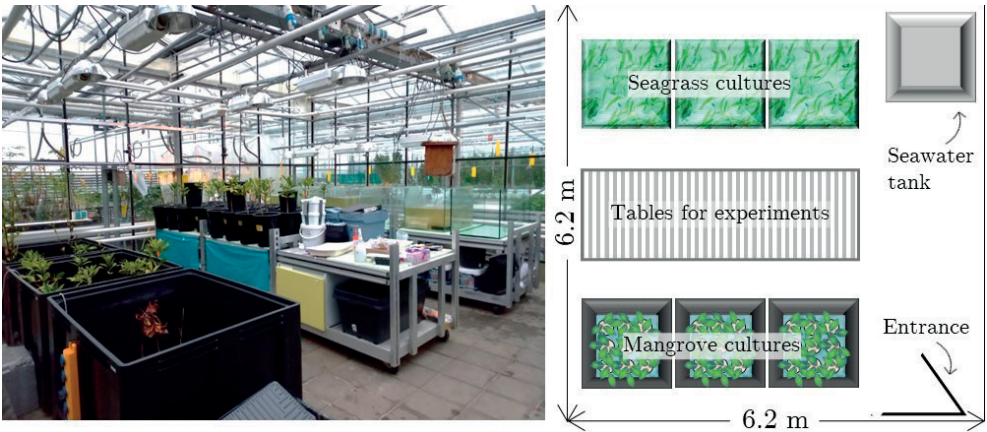 Seagrass cultures
Seawater
tank
Tables for experiments
6.2 m
Mangrove cultures
Entrance
6.2 m